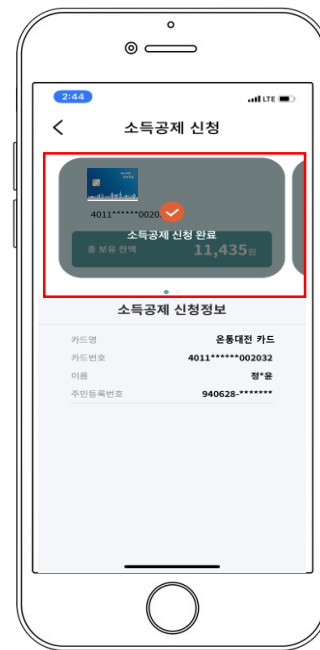 2:44
LTE
소득공제 신청
4011******0020
소득공제 신청 완료
총 보유 잔액 11,435원
소득공제 신청정보
카드명 온통대전 카드
카드번호 4011******002032
이름 정*윤
주민등록번호 940628-*******